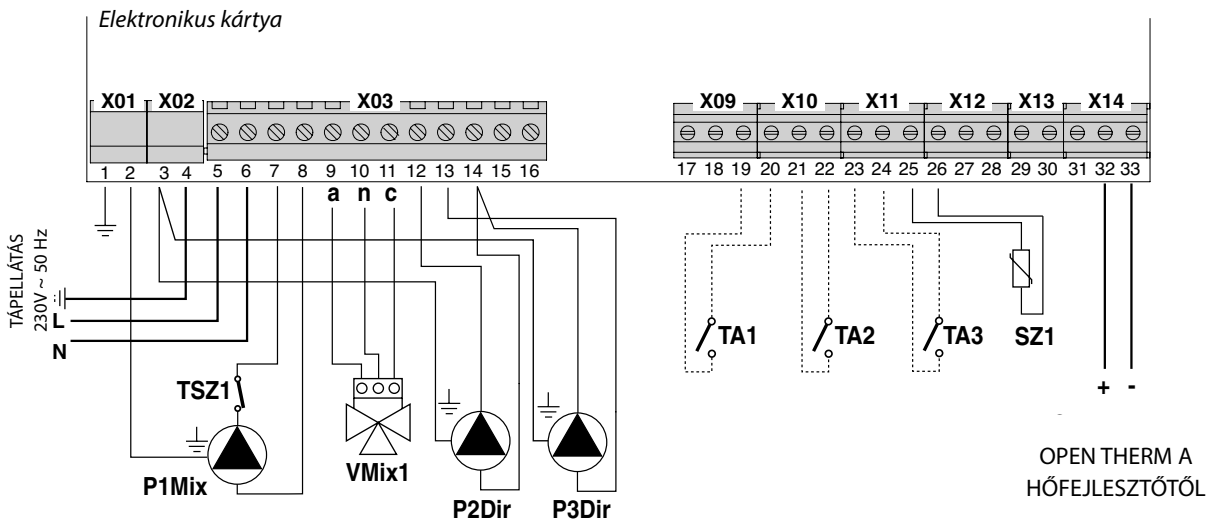 Elektronikus kártya
X01 X02 X03 X09 X10 X11 X12 X13 X14
1 2 3 4 5 6 7 8 9 10 11 12 13 14 15 16 17 18 19 20 21 22 23 24 25 26 27 28 29 30 31 32 33
a n c
TÁPELLÁTÁS
230V ~ 50 Hz
L
N
TA1 TA2 TA3 SZ1
TSZ1
+ -
P1Mix
VMix1
P2Dir P3Dir
OPEN THERM A
HŐFEJLESZTŐTŐL